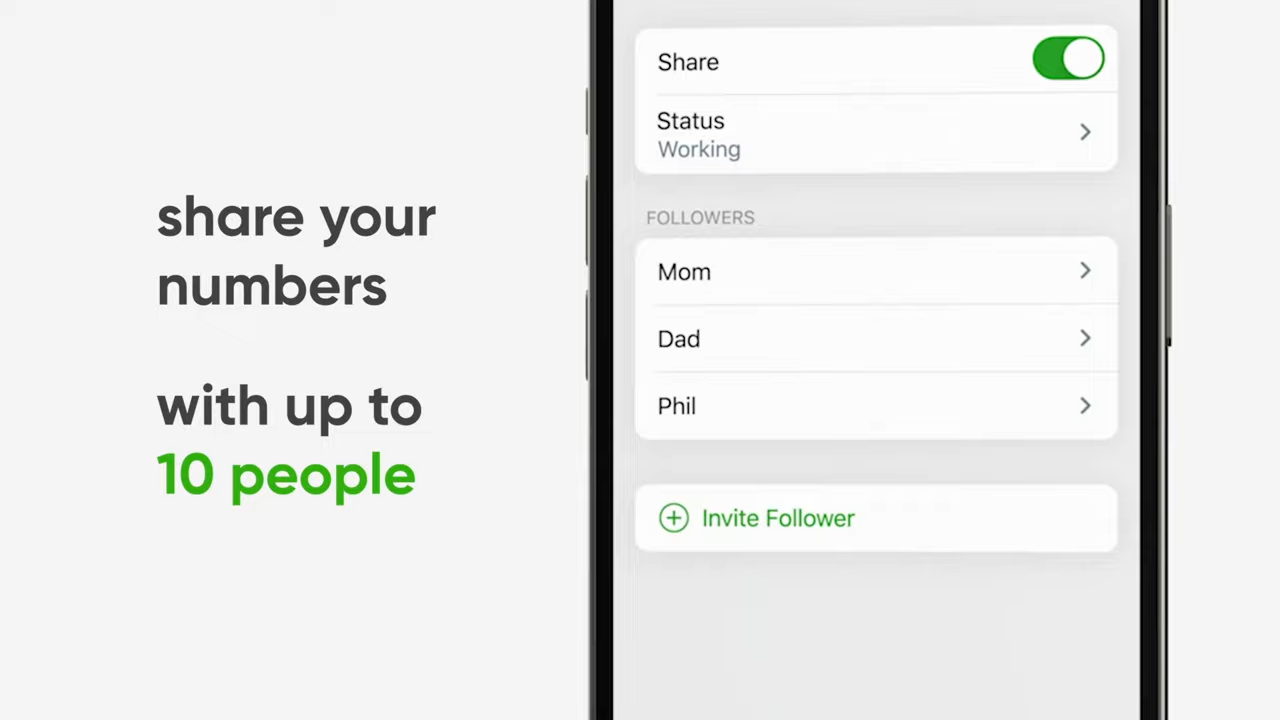 share your
numbers
with up to
10 people
Share
Status
Working
FOLLOWERS
Mom
Dad
Phil
Invite Follower